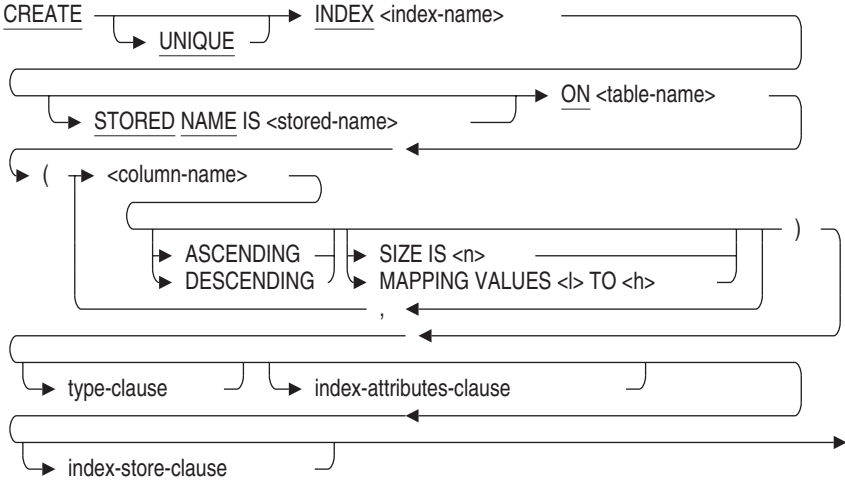 CREATE UNIQUE INDEX <index-name>
STORED NAME IS <stored-name> ON <table-name>
( <column-name>
ASCENDING SIZE IS <n> )
DESCENDING MAPPING VALUES <l> TO <h>
,
type-clause index-attributes-clause
index-store-clause